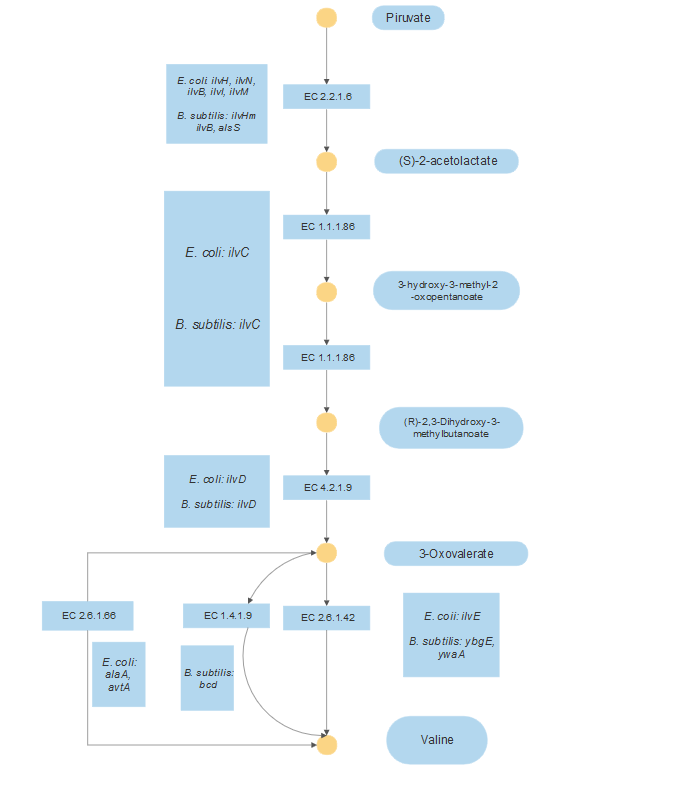 Piruvate
E. coli: ilvH, ilvN,
ilvB, ilvI, ilvM
B. subtilis: ilvHm
ilvB, alsS
EC 2.2.1.6
(S)-2-acetolactate
EC 1.1.1.86
E. coli: ilvC
B. subtilis: ilvC
3-hydroxy-3-methyl-2
-oxopentanoate
EC 1.1.1.86
(R)-2,3-Dihydroxy-3-
methylbutanoate
E. coli: ilvD
B. subtilis: ilvD
EC 4.2.1.9
3-Oxovalerate
EC 2.6.1.66
EC 1.4.1.9
EC 2.6.1.42
E. coii: ilvE
B. subtilis: ybgE,
ywaA
E. coli:
alaA,
avtA
B. subtilis:
bcd
Valine